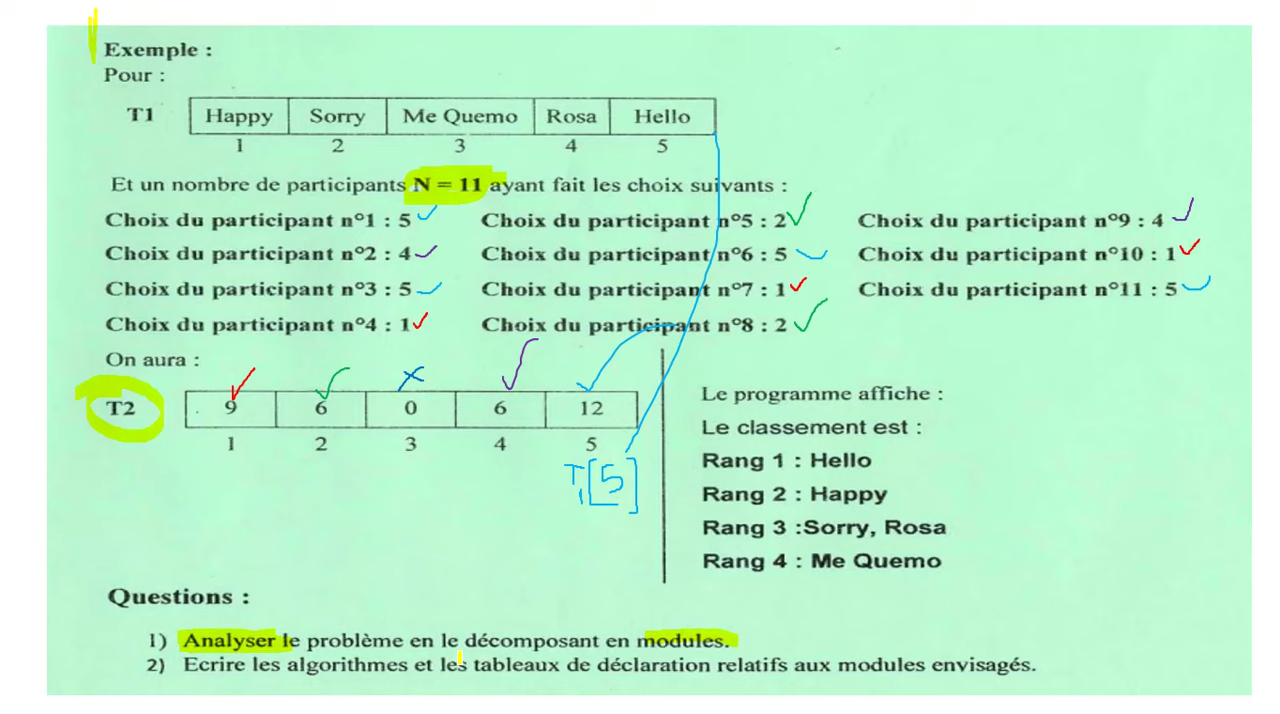 Exemple :
Pour :
T1 Happy Sorry Me Quemo Rosa Hello
1 2 3 4 5
Et un nombre de participants N = 11 ayant fait les choix suivants :
Choix du participant n°1 : 5 Choix du participant n°5 : 2 Choix du participant n°9 : 4
Choix du participant n°2 : 4 Choix du participant n°6 : 5 Choix du participant n°10 : 1
Choix du participant n°3 : 5 Choix du participant n°7 : 1 Choix du participant n°11 : 5
Choix du participant n°4 : 1 Choix du participant n°8 : 2
On aura :
T2 9 6 0 6 12
1 2 3 4 5
T1[5]
Le programme affiche :
Le classement est :
Rang 1 : Hello
Rang 2 : Happy
Rang 3 :Sorry, Rosa
Rang 4 : Me Quemo
Questions :
1) Analyser le problème en le décomposant en modules.
2) Ecrire les algorithmes et les tableaux de déclaration relatifs aux modules envisagés.